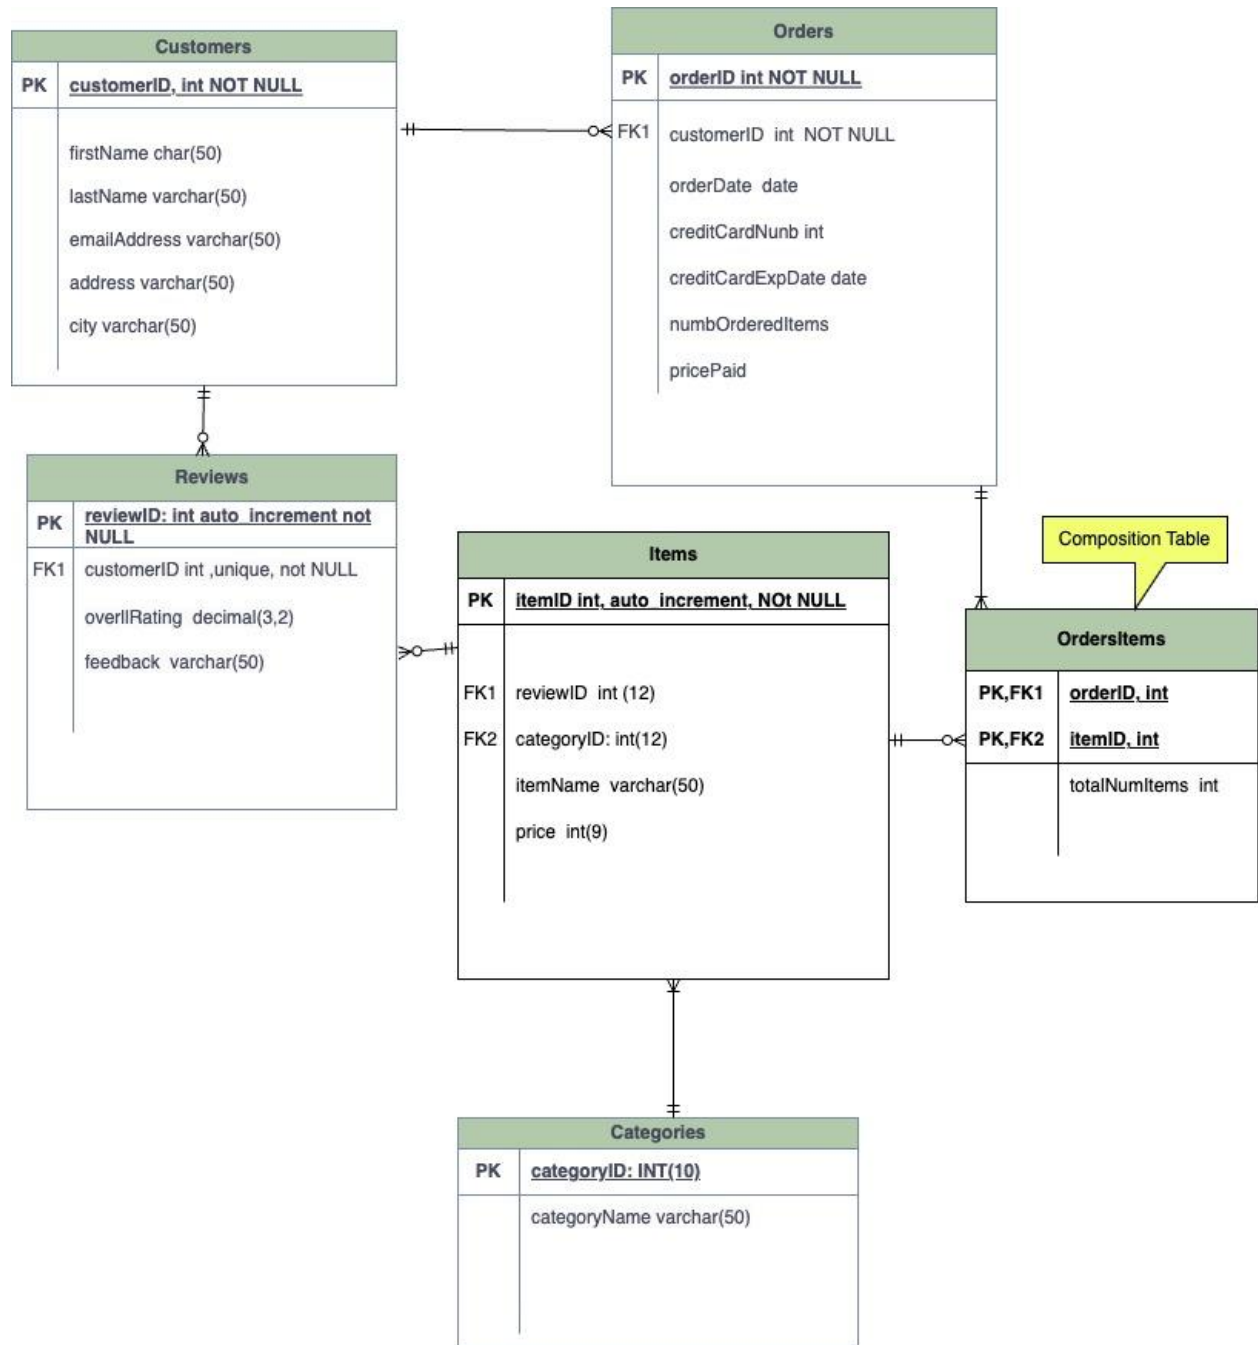 Customers
PK customerID, int NOT NULL
firstName char(50)
lastName varchar(50)
emailAddress varchar(50)
address varchar(50)
city varchar(50)
Orders
PK orderID int NOT NULL
FK1 customerID int NOT NULL
orderDate date
creditCardNunb int
creditCardExpDate date
numbOrderedItems
pricePaid
Reviews
PK reviewID: int auto_increment not
NULL
FK1 customerID int ,unique, not NULL
overllRating decimal(3,2)
feedback varchar(50)
Items
PK itemID int, auto_increment, NOt NULL
FK1 reviewID int (12)
FK2 categoryID: int(12)
itemName varchar(50)
price int(9)
Composition Table
OrdersItems
PK,FK1 orderID, int
PK,FK2 itemID, int
totalNumItems int
Categories
PK categoryID: INT(10)
categoryName varchar(50)